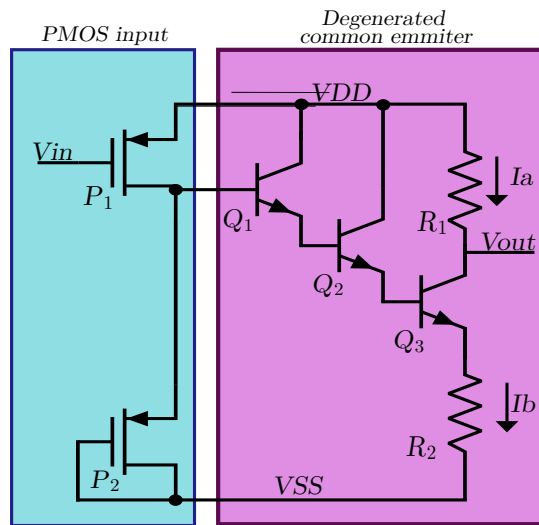 PMOS input
Degenerated
common emmiter
VDD
Vin
P1
Q1
Q2
Q3
R1
Ia
Vout
R2
Ib
P2
VSS